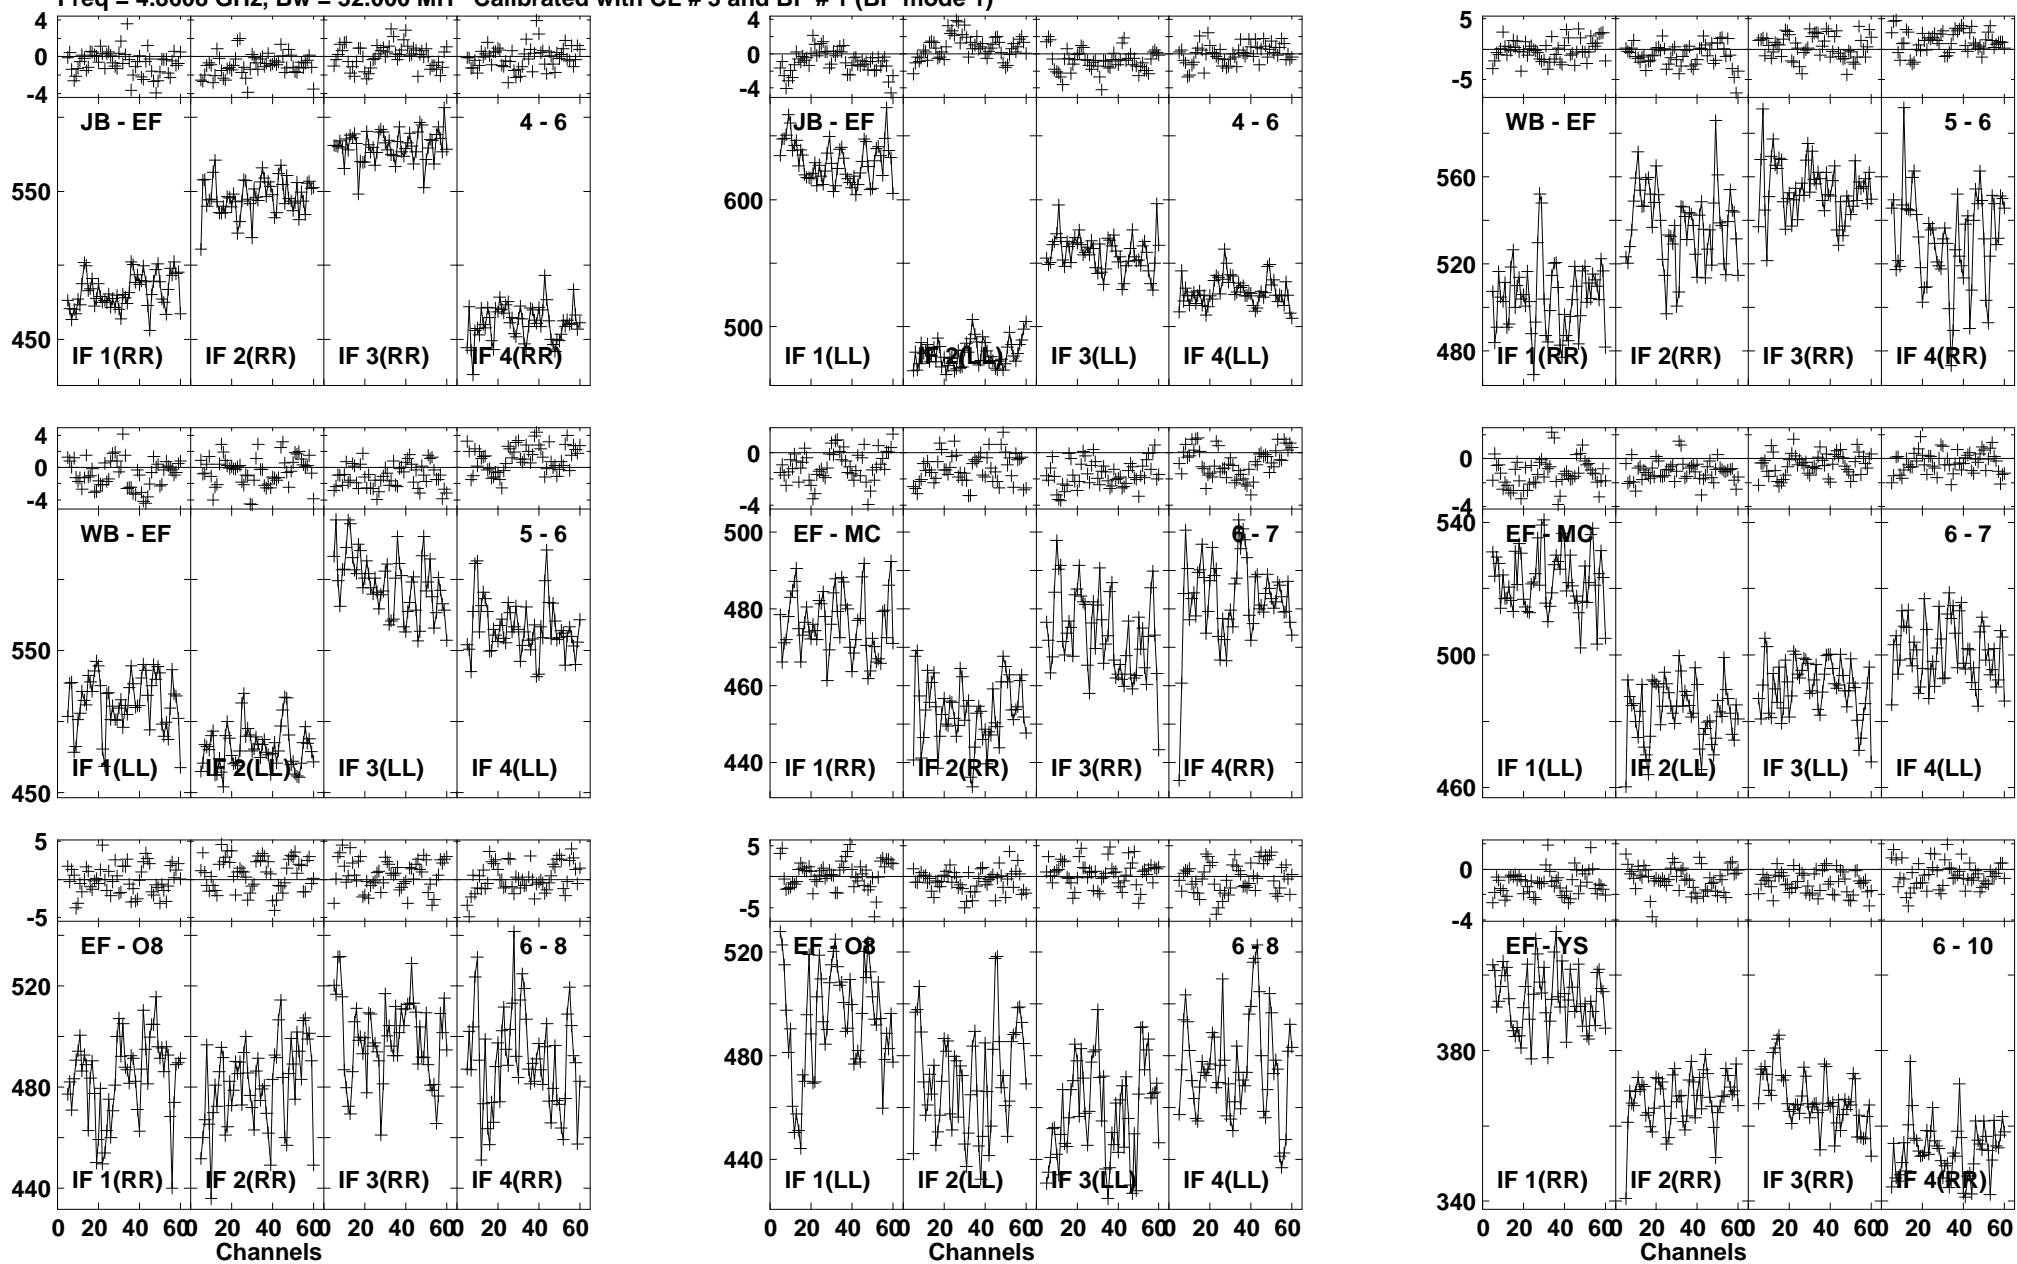 Freq = 4.8608 GHz, Bw = 32.000 MH Calibrated with CL # 3 and BP # 1 (BP mode 1)
4 0 -4
JB - EF 4 - 6
550 450
IF 1(RR) IF 2(RR) IF 3(RR) IF 4(RR)
4 0 -4
JB - EF 4 - 6
600 500
IF 1(LL) IF 2(LL) IF 3(LL) IF 4(LL)
5 -5
WB - EF 5 - 6
560 520 480
IF 1(RR) IF 2(RR) IF 3(RR) IF 4(RR)
4 0 -4
WB - EF 5 - 6
550 450
IF 1(LL) IF 2(LL) IF 3(LL) IF 4(LL)
0 -4
EF - MC 6 - 7
500 480 460 440
IF 1(RR) IF 2(RR) IF 3(RR) IF 4(RR)
0 -4
EF - MC 6 - 7
540 500 460
IF 1(LL) IF 2(LL) IF 3(LL) IF 4(LL)
5 0 -5
EF - O8 6 - 8
520 480 440
IF 1(RR) IF 2(RR) IF 3(RR) IF 4(RR)
0 20 40 60 0 20 40 60 0 20 40 60 0 20 40 60
Channels
5 0 -5
EF - O8 6 - 8
520 480 440
IF 1(LL) IF 2(LL) IF 3(LL) IF 4(LL)
0 20 40 60 0 20 40 60 0 20 40 60 0 20 40 60
Channels
0 -4
EF - YS 6 - 10
380 340
IF 1(RR) IF 2(RR) IF 3(RR) IF 4(RR)
0 20 40 60 0 20 40 60 0 20 40 60 0 20 40 60
Channels